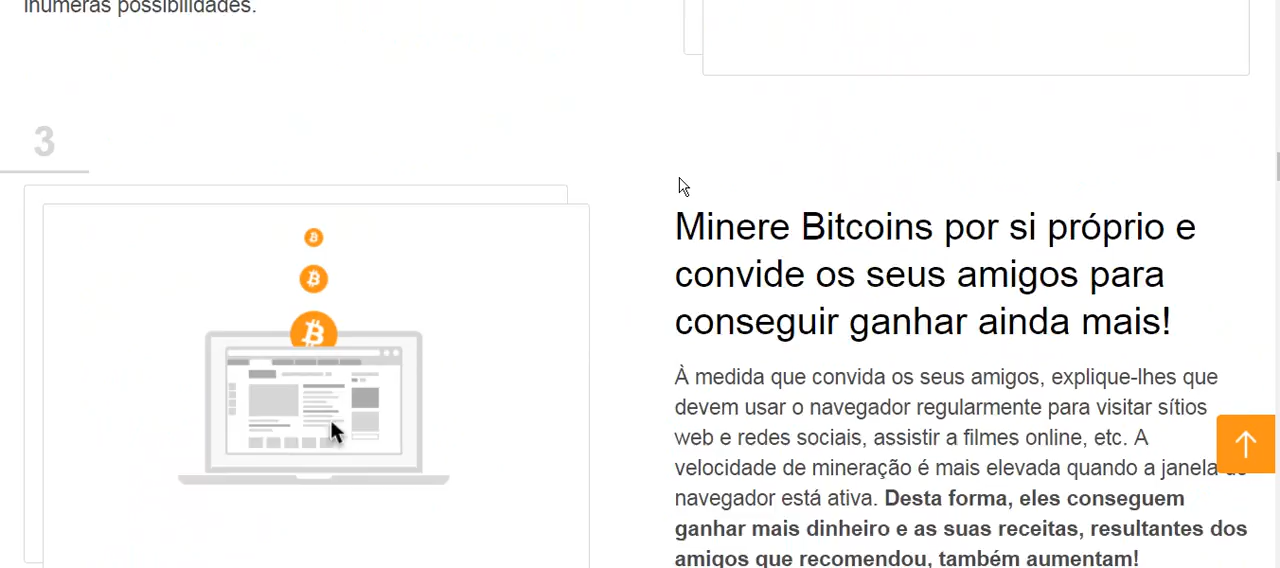 inúmeras possibilidades.
3
Minere Bitcoins por si próprio e
convide os seus amigos para
conseguir ganhar ainda mais!
À medida que convida os seus amigos, explique-lhes que
devem usar o navegador regularmente para visitar sítios
web e redes sociais, assistir a filmes online, etc. A
velocidade de mineração é mais elevada quando a janela do
navegador está ativa. Desta forma, eles conseguem
ganhar mais dinheiro e as suas receitas, resultantes dos
amigos que recomendou, também aumentam!